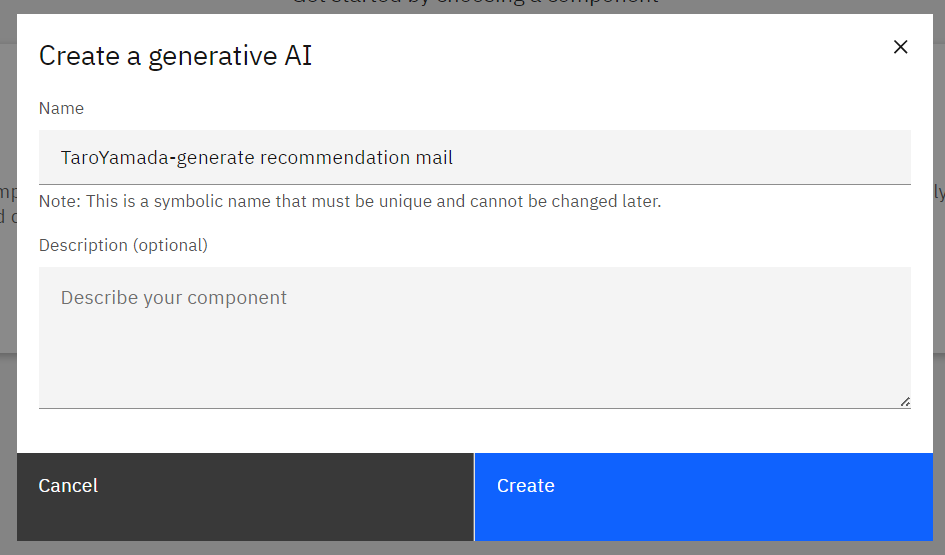 Get started by choosing a component
Create a generative AI
Name
TaroYamada-generate recommendation mail
Note: This is a symbolic name that must be unique and cannot be changed later.
Description (optional)
Describe your component
Cancel
Create